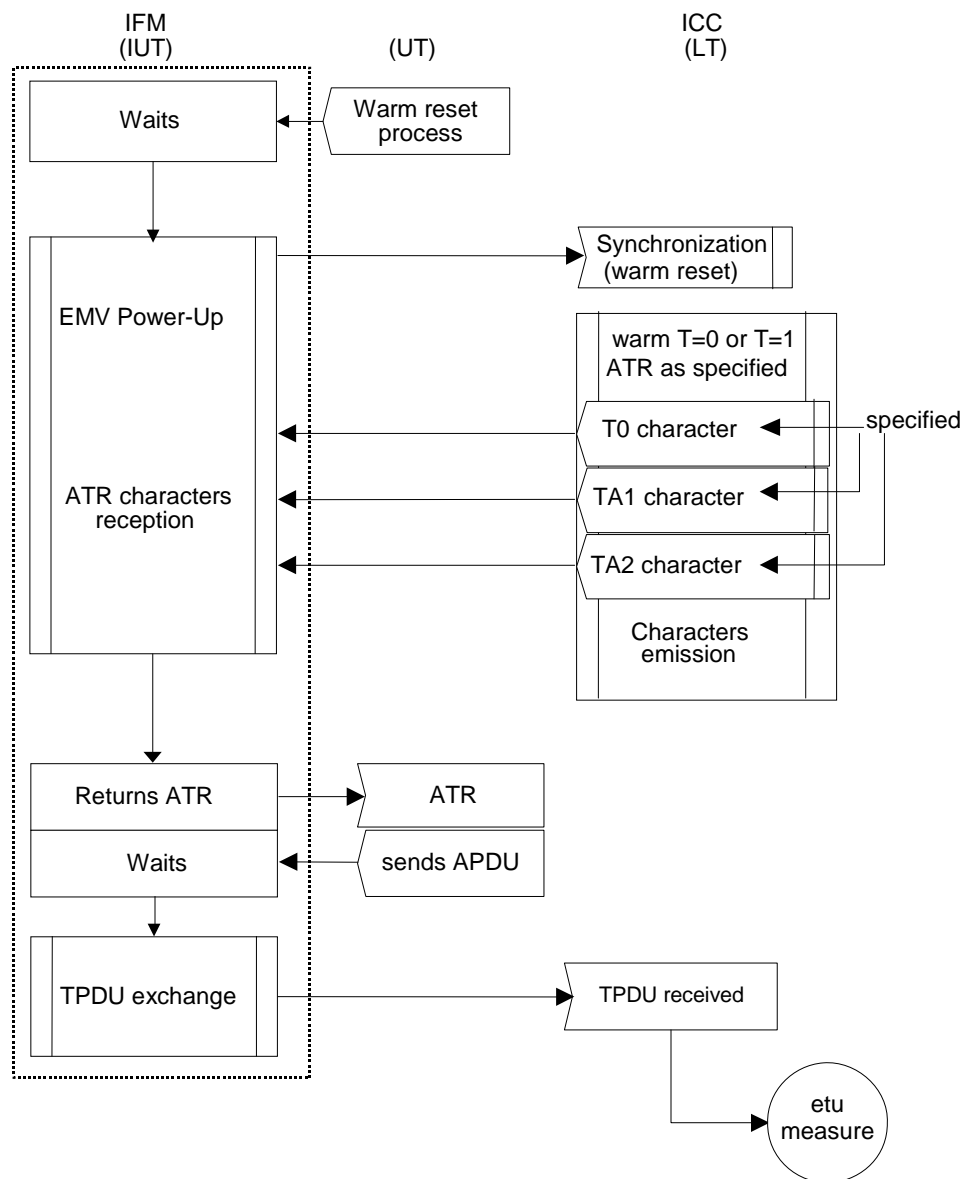 IFM
(IUT)
(UT)
ICC
(LT)
Waits
Warm reset
process
Synchronization
(warm reset)
EMV Power-Up
warm T=0 or T=1
ATR as specified
T0 character
specified
ATR characters
reception
TA1 character
TA2 character
Characters
emission
Returns ATR
ATR
Waits
sends APDU
TPDU exchange
TPDU received
etu
measure